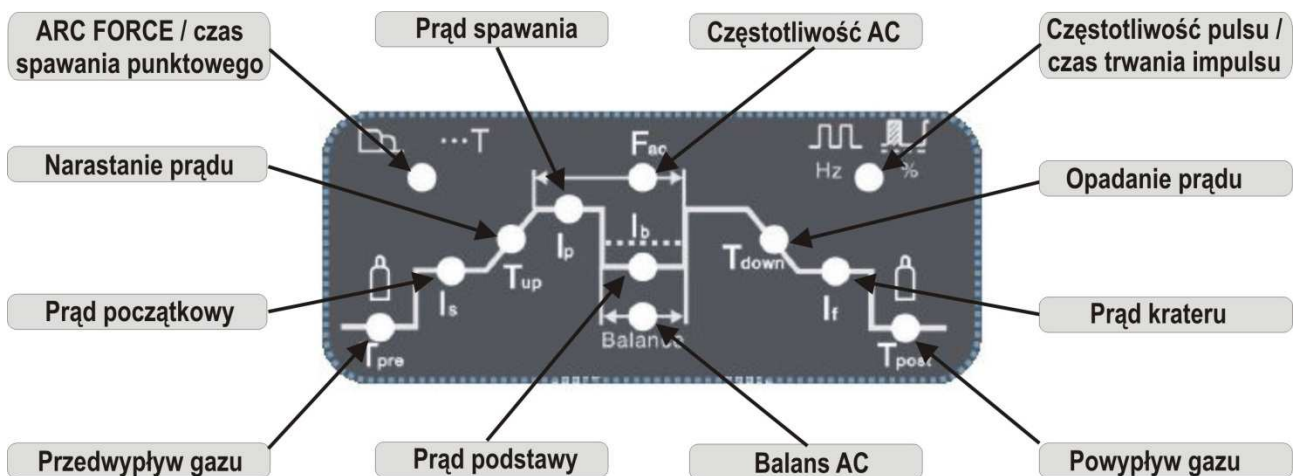 ARC FORCE / czas
spawania punktowego
Prąd spawania
Częstotliwość AC
Częstotliwość pulsu /
czas trwania impulsu
Narastanie prądu
Opadanie prądu
Prąd początkowy
Prąd krateru
Przedwypływ gazu
Prąd podstawy
Balans AC
Powypływ gazu
...T
Fac
Hz %
Ip
Ib
Tup
Tdown
Is
If
Balance
Tpre
Tpost